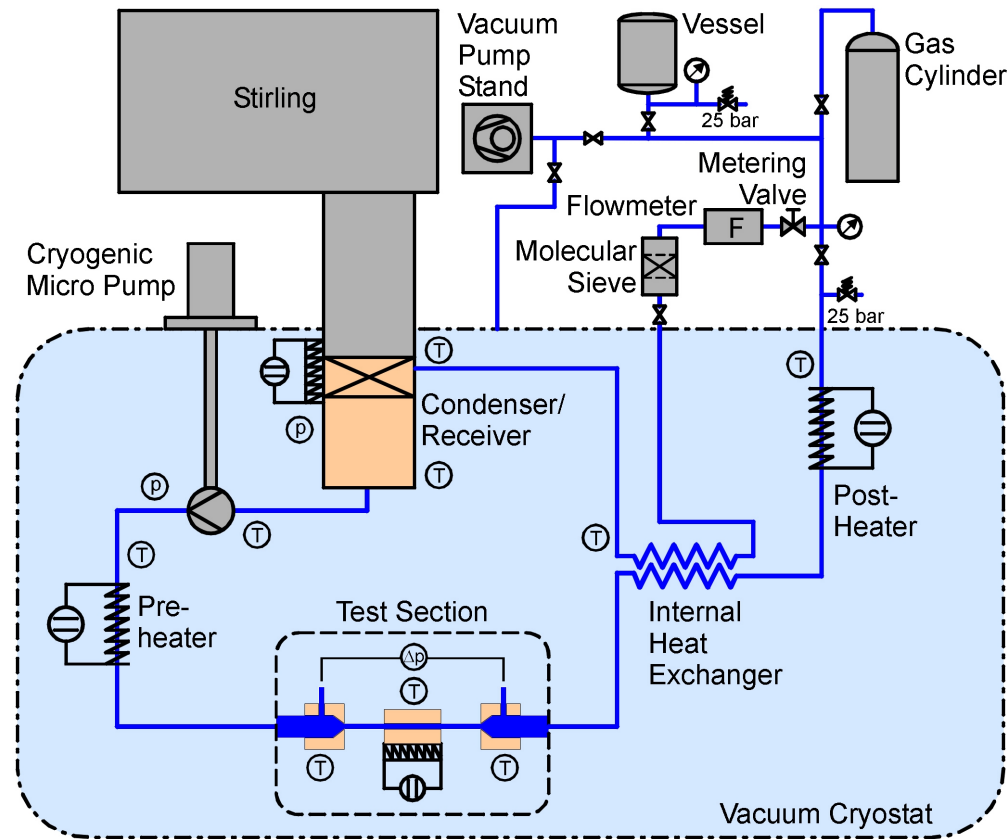 Stirling
Vacuum
Pump
Stand
Vessel
25 bar
Gas
Cylinder
Metering
Valve
Flowmeter
F
Molecular
Sieve
25 bar
Cryogenic
Micro Pump
T
T
p
Condenser/
Receiver
T
p
T
T
T
Post-
Heater
Pre-
heater
Internal
Heat
Exchanger
Test Section
Δp
T
T
T
Vacuum Cryostat